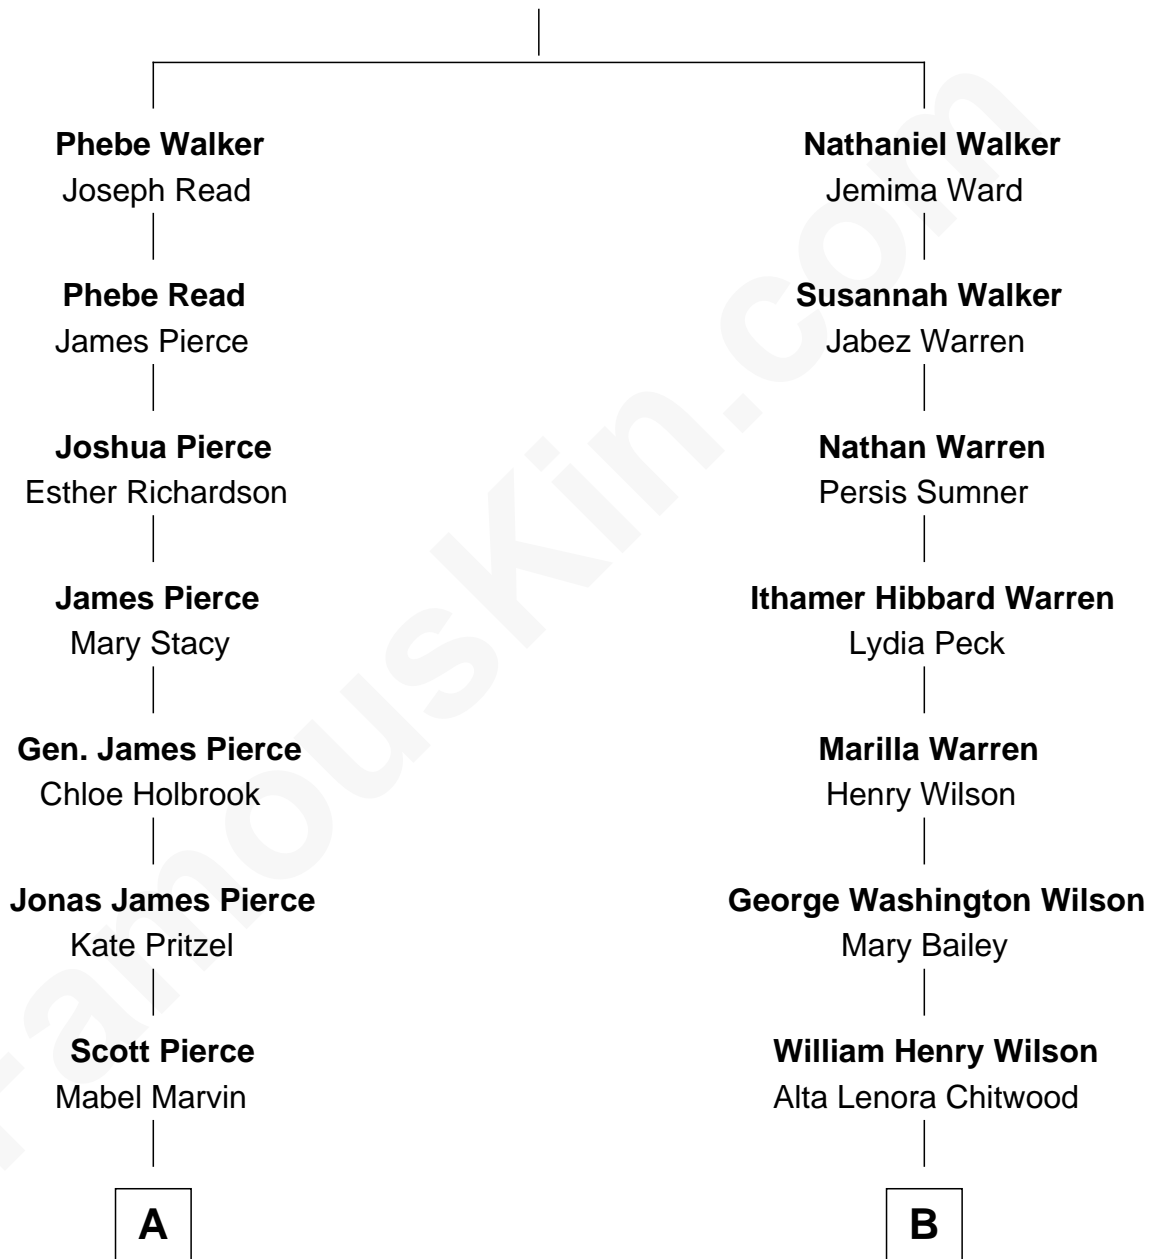 Phebe Walker
Joseph Read
Nathaniel Walker
Jemima Ward
Phebe Read
James Pierce
Susannah Walker
Jabez Warren
Joshua Pierce
Esther Richardson
Nathan Warren
Persis Sumner
James Pierce
Mary Stacy
Ithamer Hibbard Warren
Lydia Peck
Gen. James Pierce
Chloe Holbrook
Marilla Warren
Henry Wilson
Jonas James Pierce
Kate Pritzel
George Washington Wilson
Mary Bailey
Scott Pierce
Mabel Marvin
William Henry Wilson
Alta Lenora Chitwood
A
B
FamousKin.com